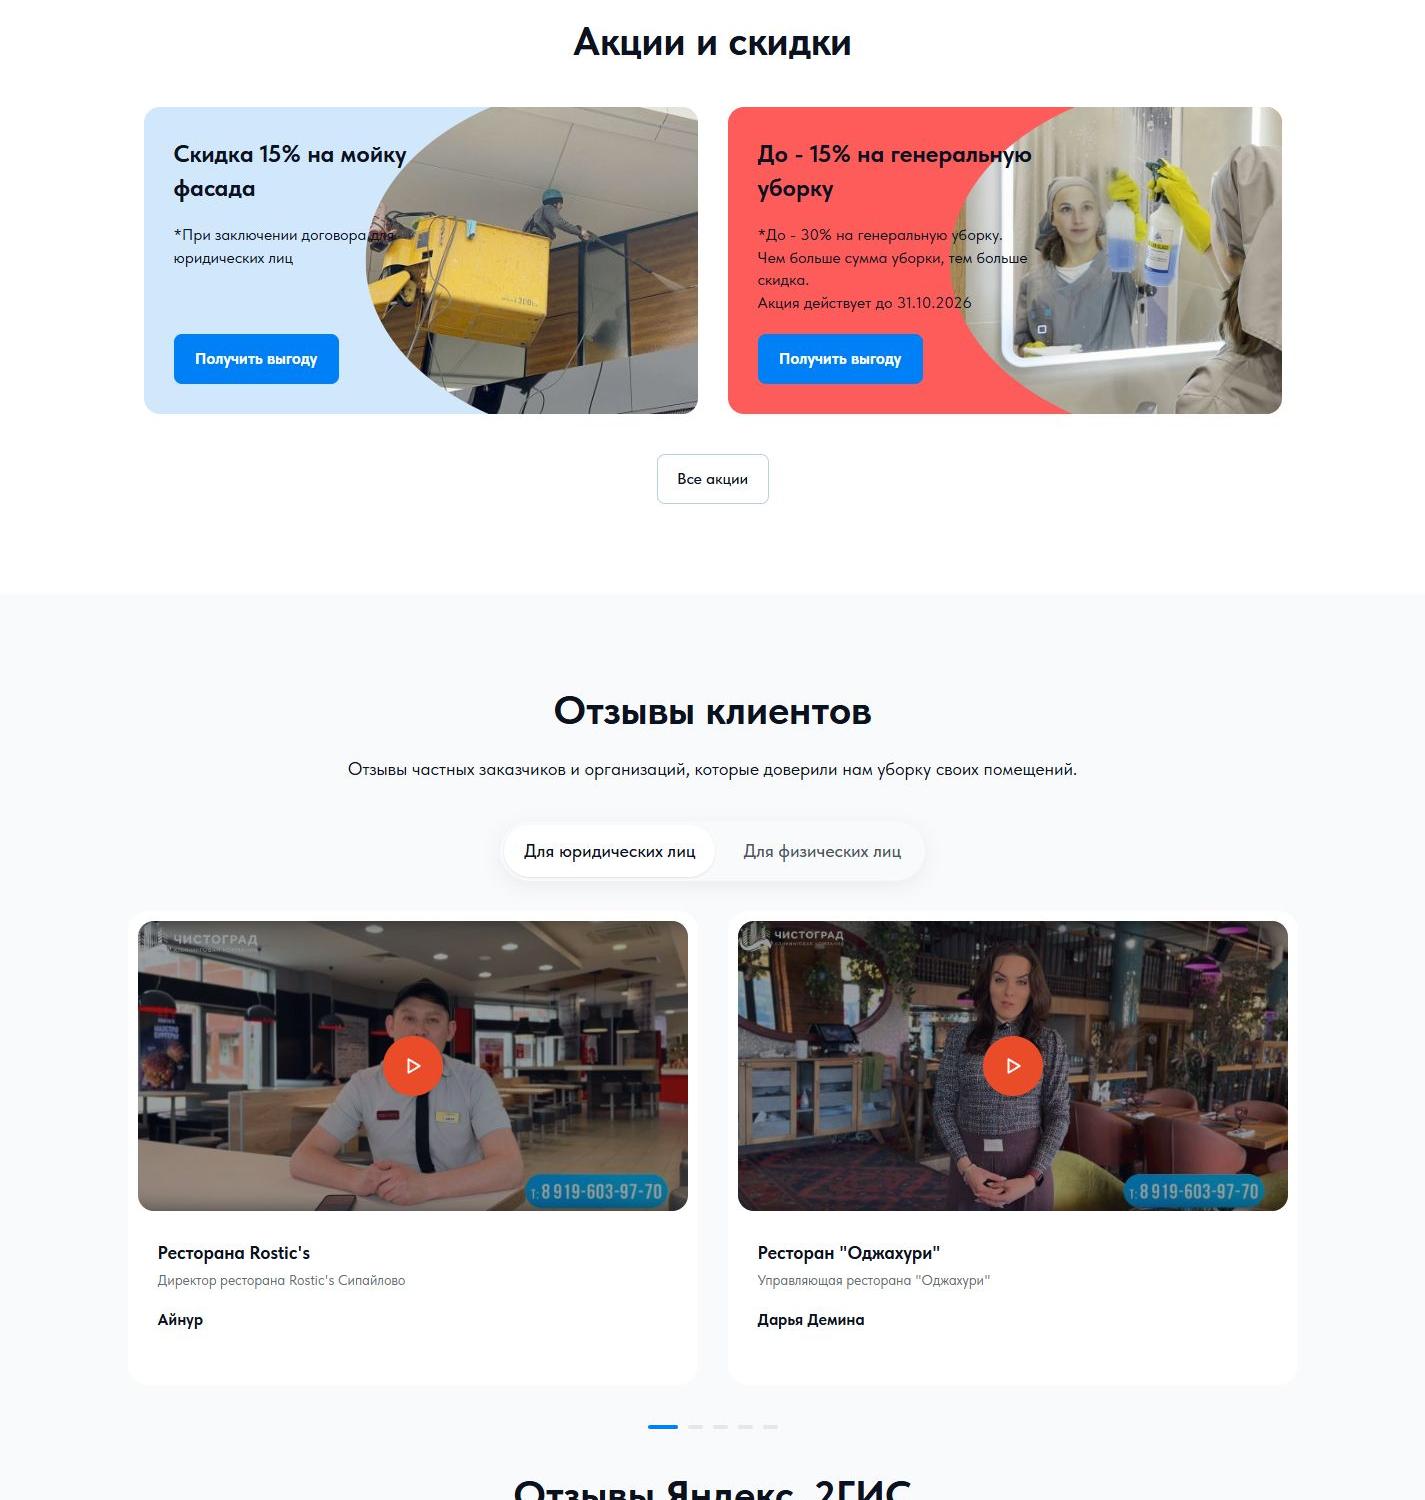 Акции и скидки
Скидка 15% на мойку
фасада
*При заключении договора для
юридических лиц
Получить выгоду
До - 15% на генеральную
уборку
*До - 30% на генеральную уборку.
Чем больше сумма уборки, тем больше
скидка.
Акция действует до 31.10.2026
Получить выгоду
Все акции
Отзывы клиентов
Отзывы частных заказчиков и организаций, которые доверили нам уборку своих помещений.
Для юридических лиц
Для физических лиц
ЧИСТОГРАД
т: 8 919-603-97-70
Ресторана Rostic's
Директор ресторана Rostic's Сипайлово
Айнур
ЧИСТОГРАД
КЛИНИНГОВАЯ КОМПАНИЯ
т: 8 919-603-97-70
Ресторан "Оджахури"
Управляющая ресторана "Оджахури"
Дарья Демина
Отзывы Яндекс, 2ГИС